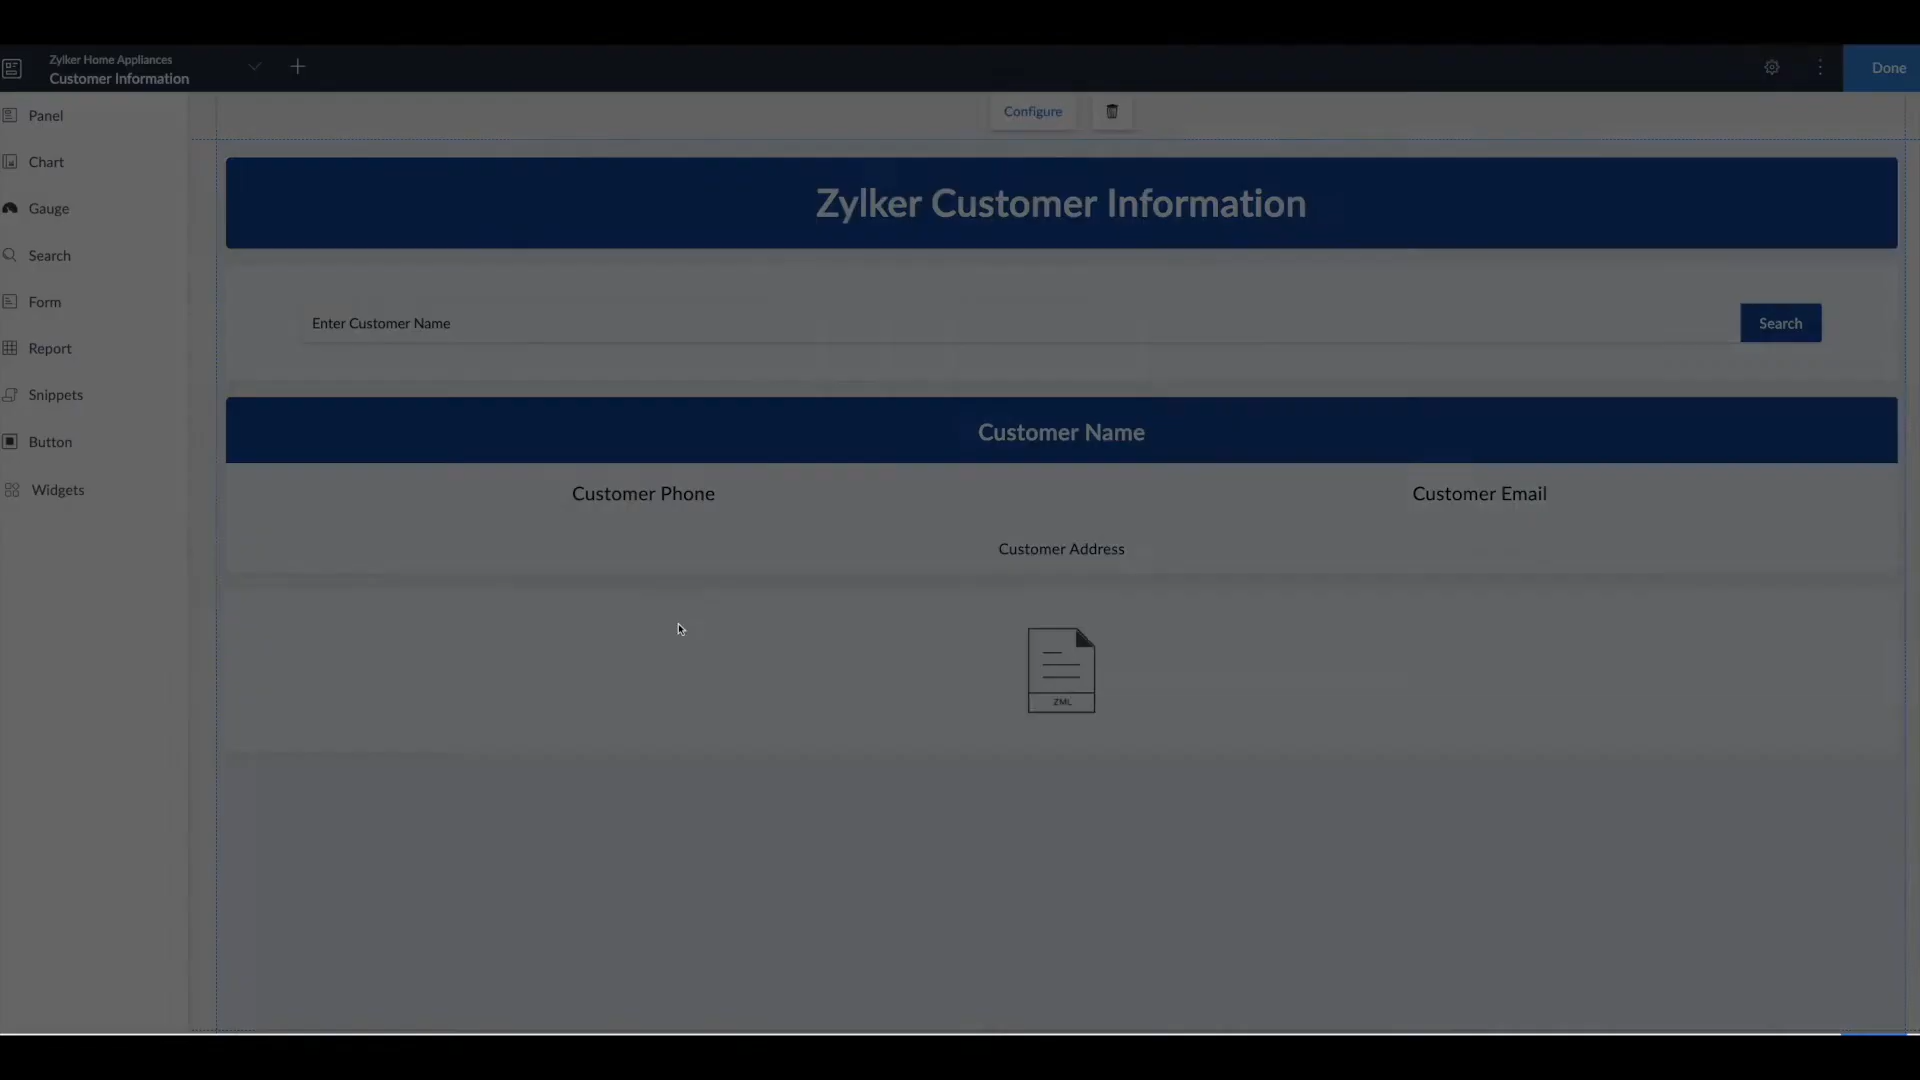 Zylker Home Appliances
Customer Information
Done
Configure
Panel
Chart
Gauge
Search
Form
Report
Snippets
Button
Widgets
Zylker Customer Information
Enter Customer Name
Search
Customer Name
Customer Phone
Customer Email
Customer Address
ZML